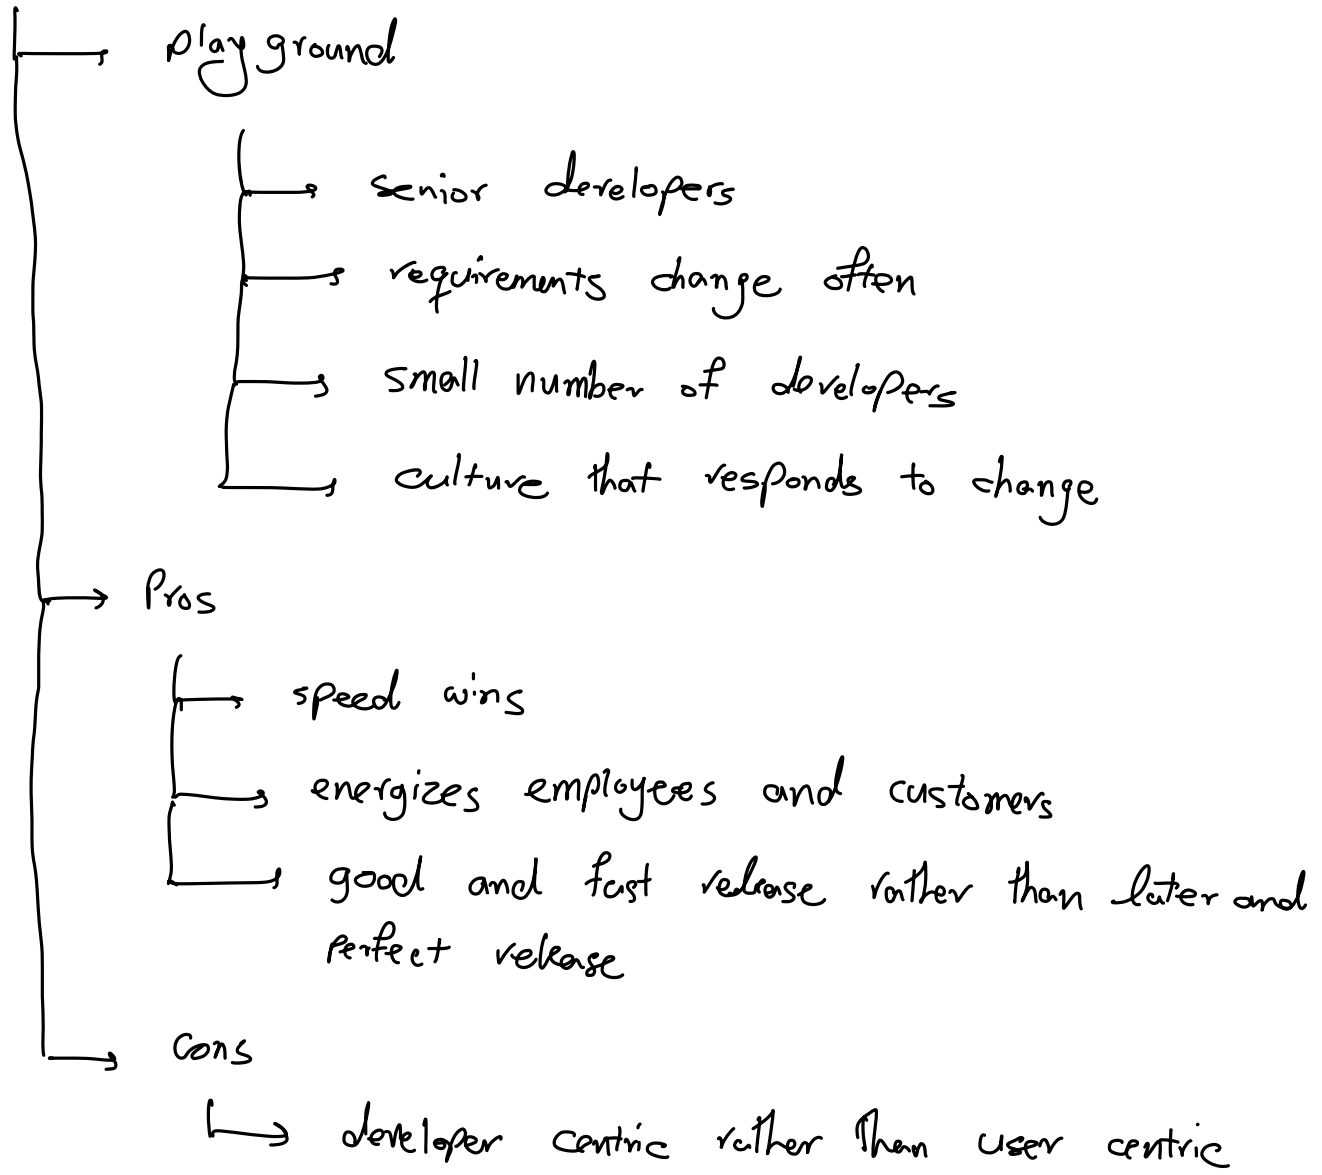 play ground
senior developers
requirements change often
small number of developers
culture that responds to change
Pros
speed wins
energizes employees and customers
good and fast release rather than later and
perfect release
Cons
developer centric rather than user centric